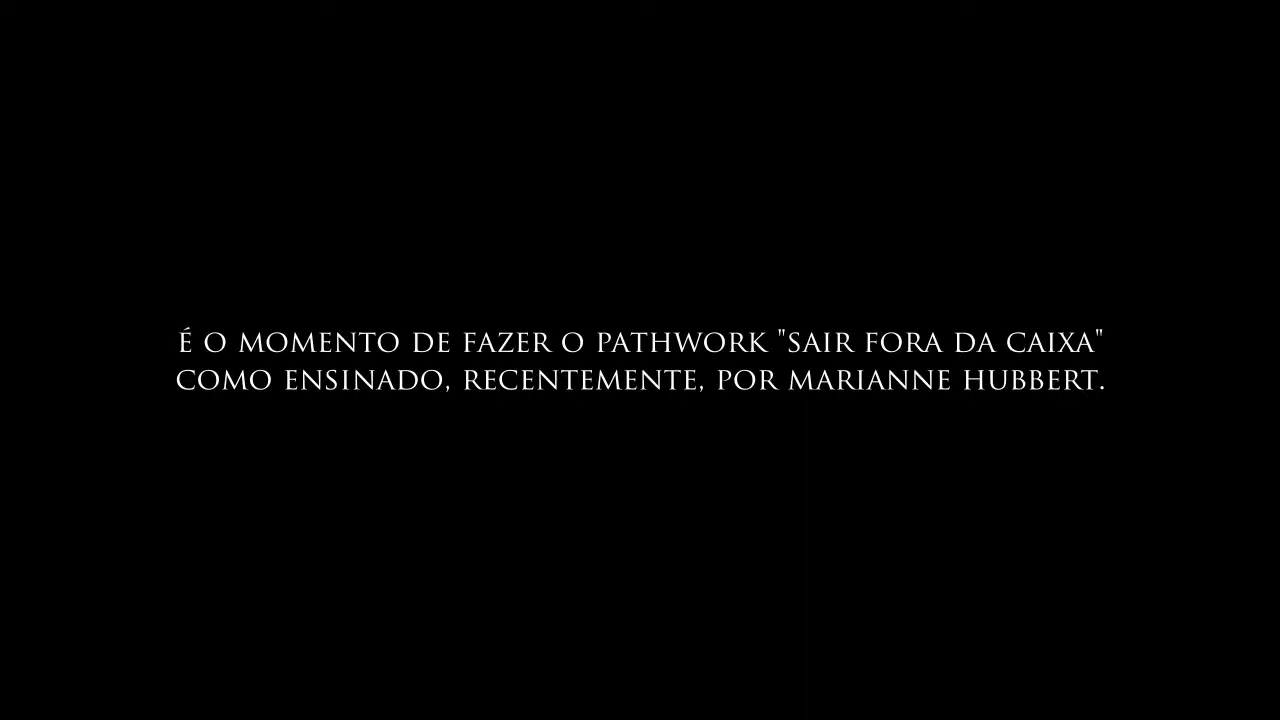 É O MOMENTO DE FAZER O PATHWORK "SAIR FORA DA CAIXA"
COMO ENSINADO, RECENTEMENTE, POR MARIANNE HUBBERT.